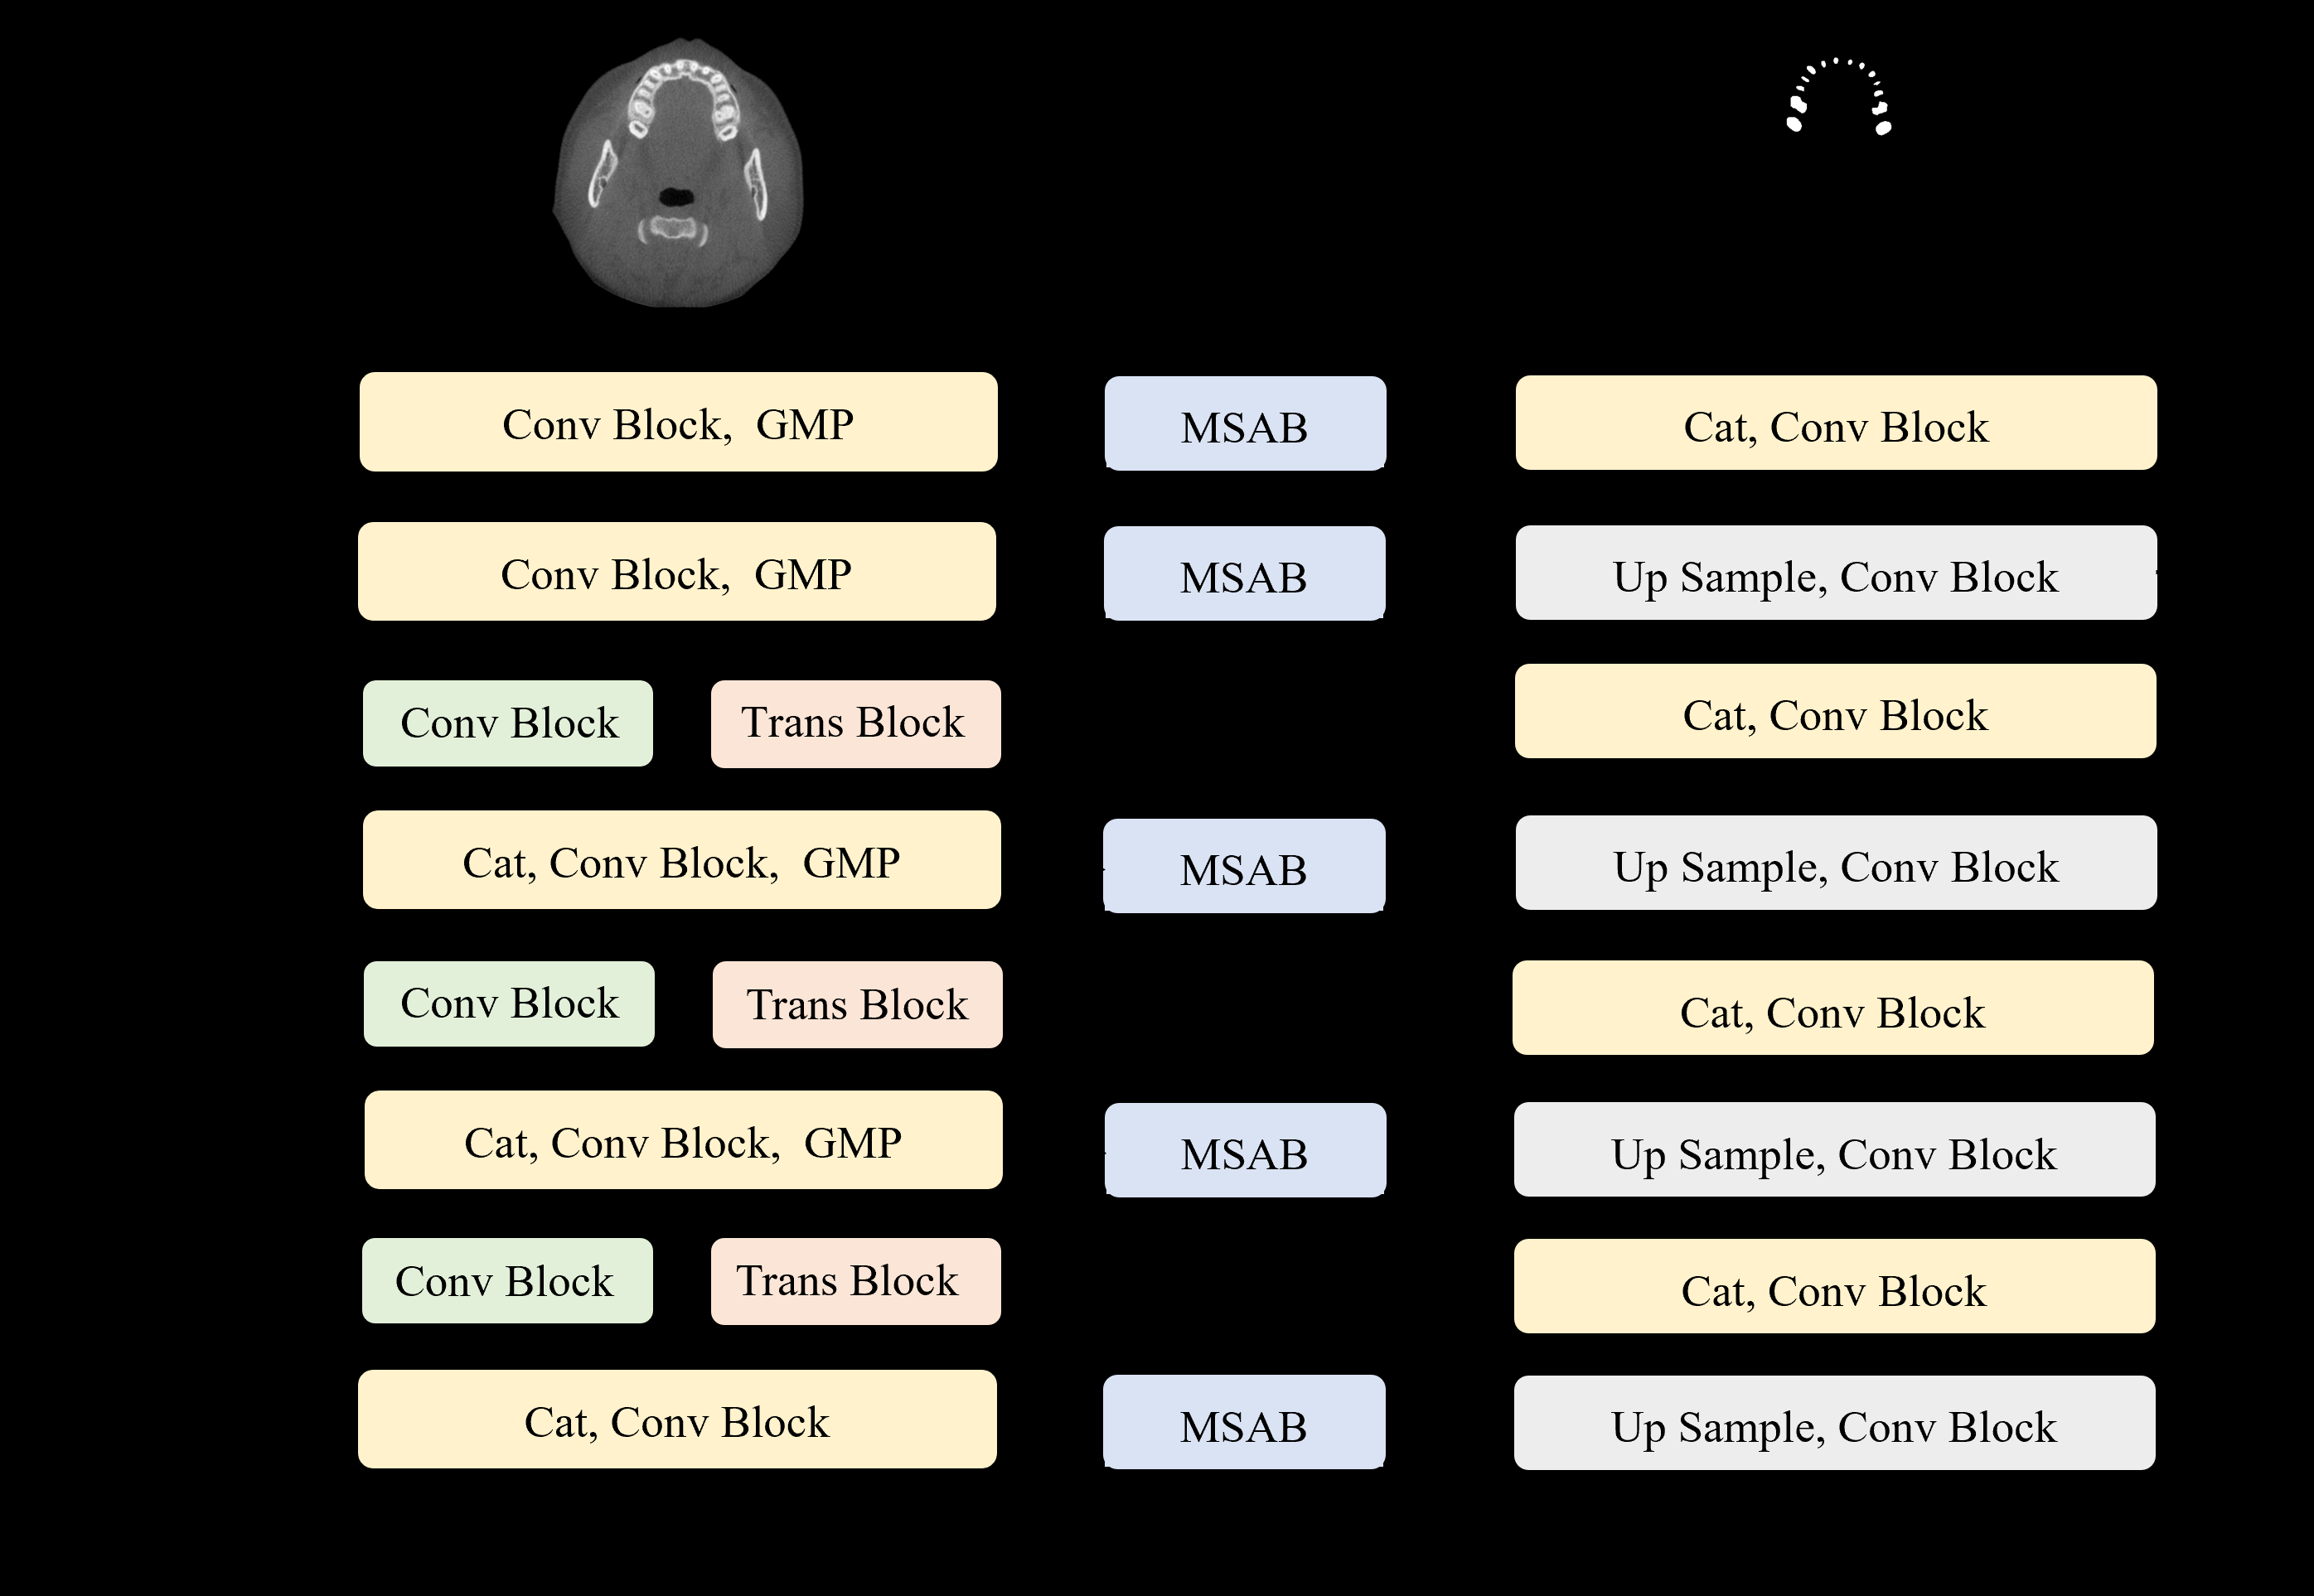 Conv Block, GMP
MSAB
Cat, Conv Block
Conv Block, GMP
MSAB
Up Sample, Conv Block
Conv Block
Trans Block
Cat, Conv Block
Cat, Conv Block, GMP
MSAB
Up Sample, Conv Block
Conv Block
Trans Block
Cat, Conv Block
Cat, Conv Block, GMP
MSAB
Up Sample, Conv Block
Conv Block
Trans Block
Cat, Conv Block
Cat, Conv Block
MSAB
Up Sample, Conv Block